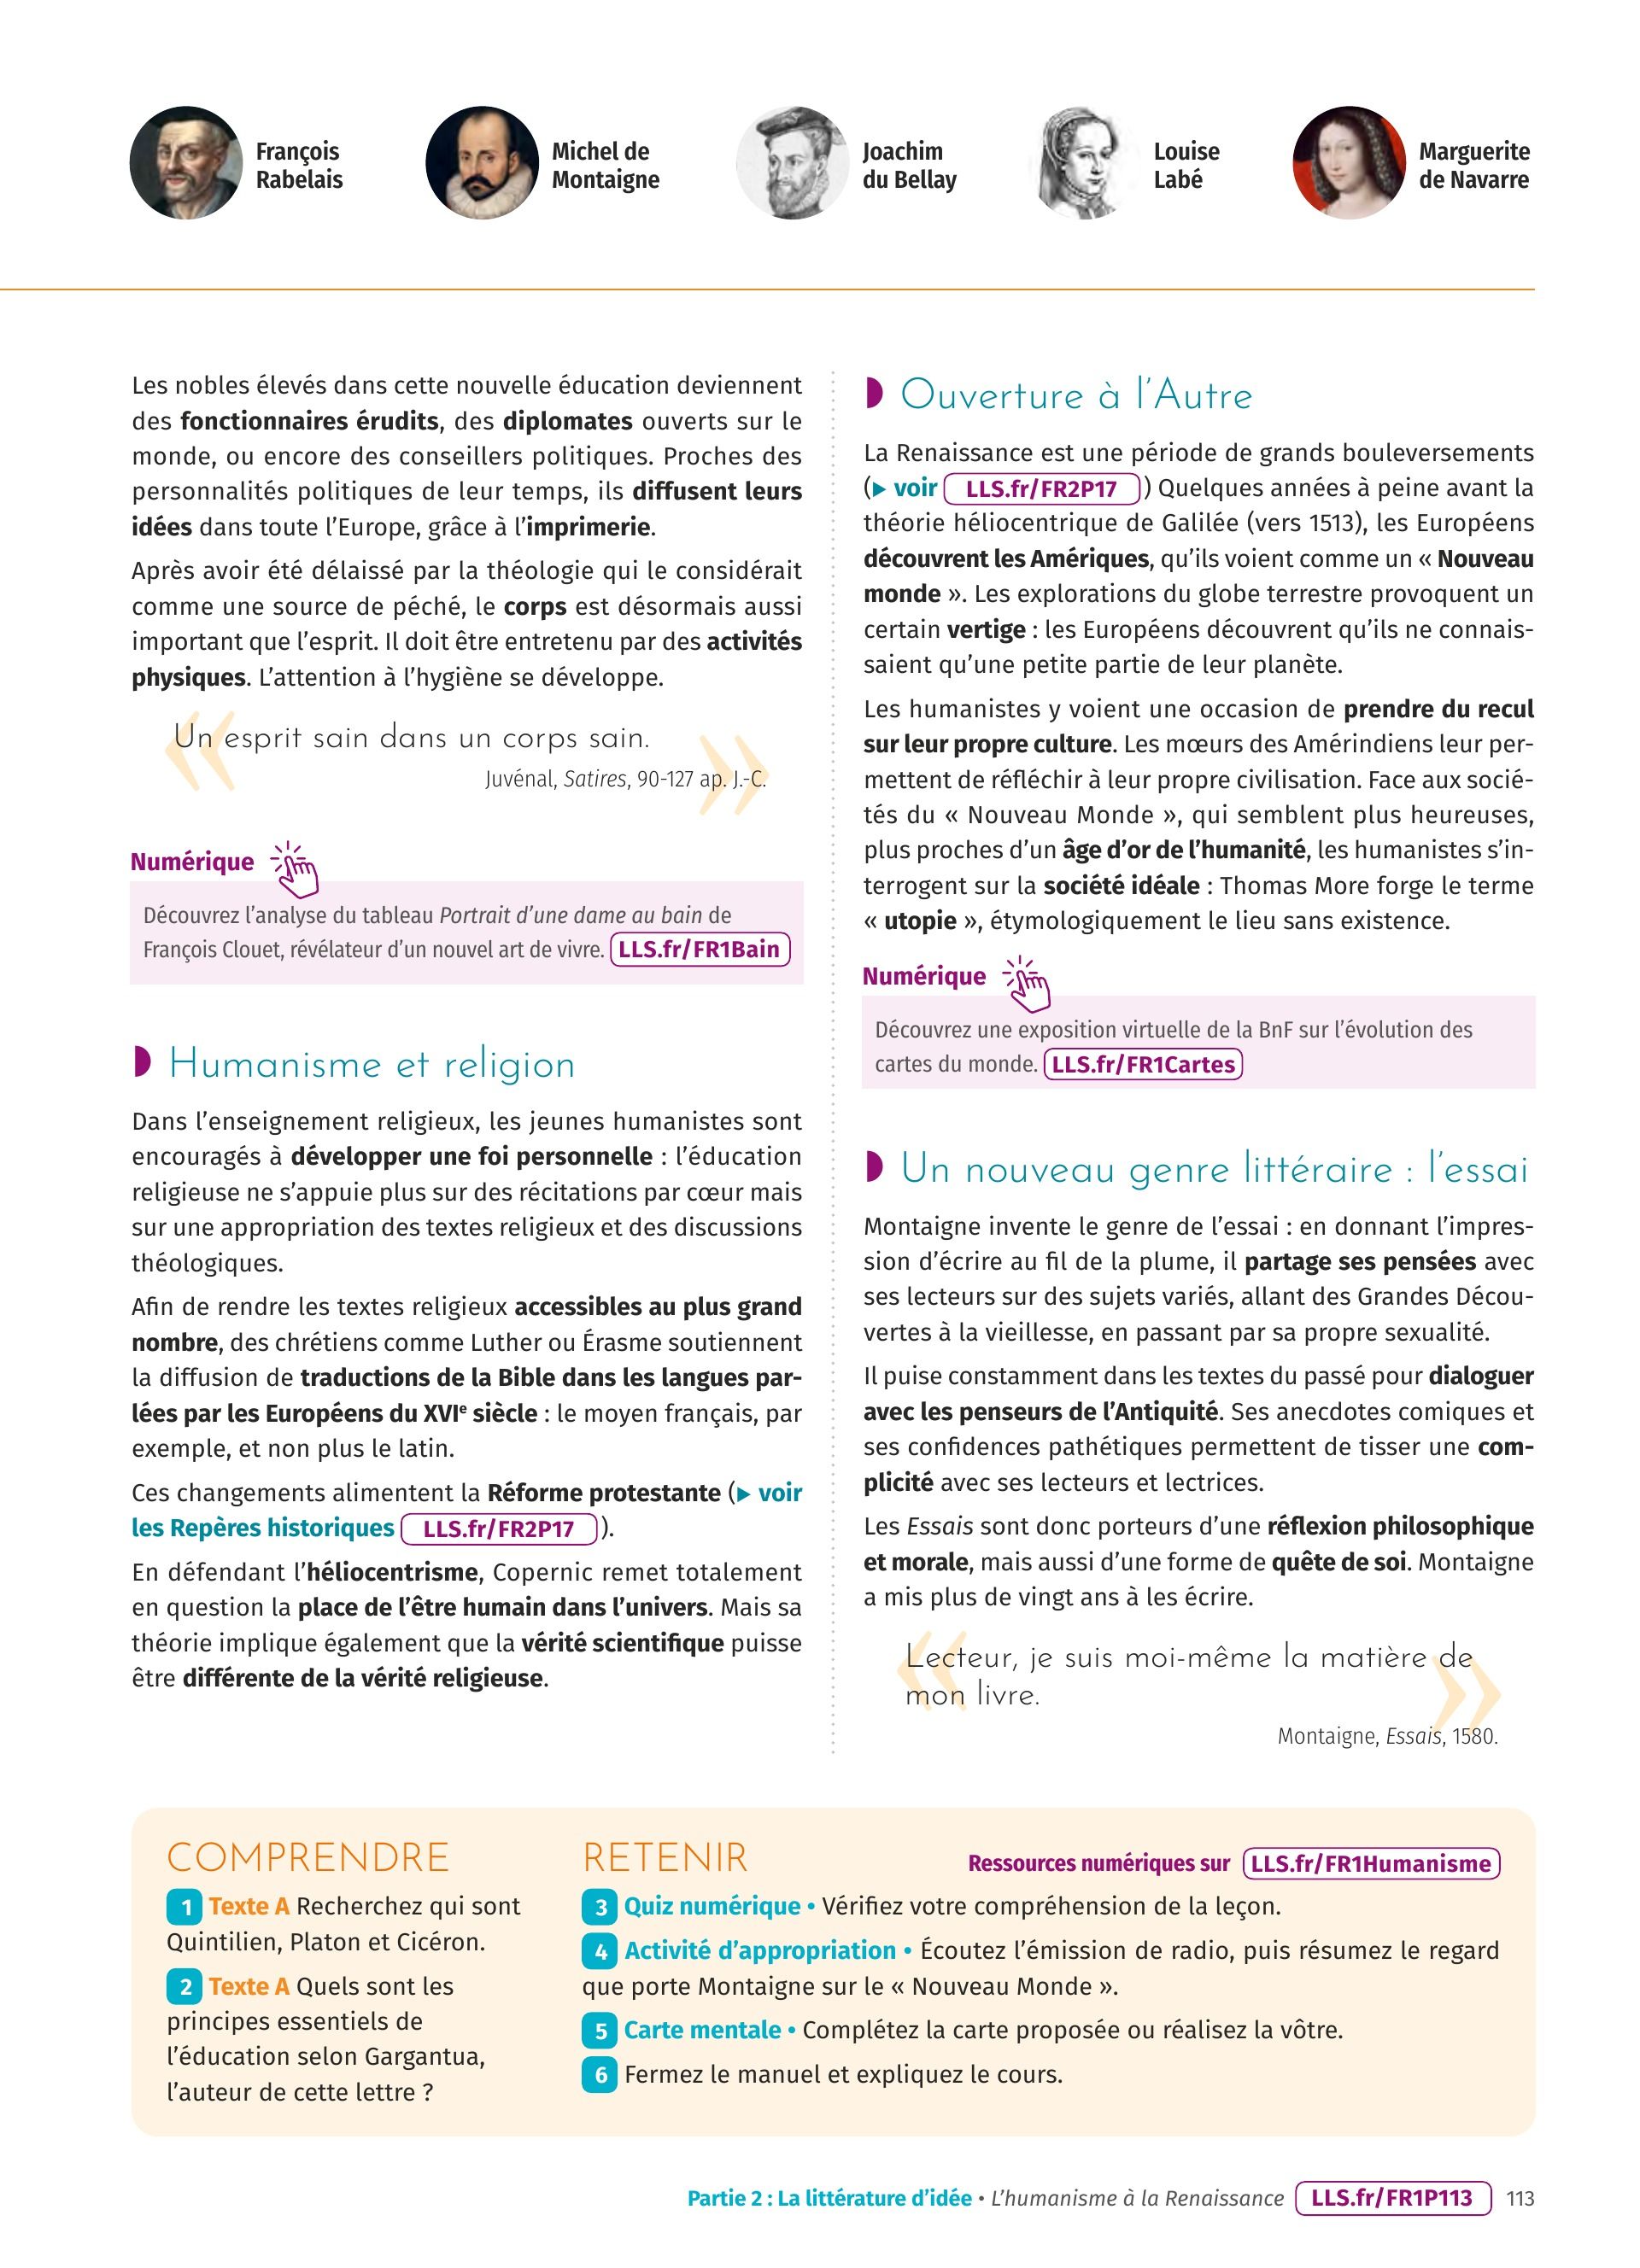 François
Rabelais
Michel de
Montaigne
Joachim
du Bellay
Louise
Labé
Marguerite
de Navarre
Les nobles élevés dans cette nouvelle éducation deviennent
des fonctionnaires érudits, des diplomates ouverts sur le
monde, ou encore des conseillers politiques. Proches des
personnalités politiques de leur temps, ils diffusent leurs
idées dans toute l’Europe, grâce à l’imprimerie.
Après avoir été délaissé par la théologie qui le considérait
comme une source de péché, le corps est désormais aussi
important que l’esprit. Il doit être entretenu par des activités
physiques. L’attention à l’hygiène se développe.
« Un esprit sain dans un corps sain. »
Juvénal, Satires, 90-127 ap. J.-C.
Numérique
Découvrez l’analyse du tableau Portrait d’une dame au bain de
François Clouet, révélateur d’un nouvel art de vivre. LLS.fr/FR1Bain
Humanisme et religion
Dans l’enseignement religieux, les jeunes humanistes sont
encouragés à développer une foi personnelle : l’éducation
religieuse ne s’appuie plus sur des récitations par cœur mais
sur une appropriation des textes religieux et des discussions
théologiques.
Afin de rendre les textes religieux accessibles au plus grand
nombre, des chrétiens comme Luther ou Érasme soutiennent
la diffusion de traductions de la Bible dans les langues par-
lées par les Européens du XVIe siècle : le moyen français, par
exemple, et non plus le latin.
Ces changements alimentent la Réforme protestante (▶ voir
les Repères historiques LLS.fr/FR2P17 ).
En défendant l’héliocentrisme, Copernic remet totalement
en question la place de l’être humain dans l’univers. Mais sa
théorie implique également que la vérité scientifique puisse
être différente de la vérité religieuse.
Ouverture à l’Autre
La Renaissance est une période de grands bouleversements
(▶ voir LLS.fr/FR2P17 ) Quelques années à peine avant la
théorie héliocentrique de Galilée (vers 1513), les Européens
découvrent les Amériques, qu’ils voient comme un « Nouveau
monde ». Les explorations du globe terrestre provoquent un
certain vertige : les Européens découvrent qu’ils ne connais-
saient qu’une petite partie de leur planète.
Les humanistes y voient une occasion de prendre du recul
sur leur propre culture. Les mœurs des Amérindiens leur per-
mettent de réfléchir à leur propre civilisation. Face aux socié-
tés du « Nouveau Monde », qui semblent plus heureuses,
plus proches d’un âge d’or de l’humanité, les humanistes s’in-
terrogent sur la société idéale : Thomas More forge le terme
« utopie », étymologiquement le lieu sans existence.
Numérique
Découvrez une exposition virtuelle de la BnF sur l’évolution des
cartes du monde. LLS.fr/FR1Cartes
Un nouveau genre littéraire : l’essai
Montaigne invente le genre de l’essai : en donnant l’impres-
sion d’écrire au fil de la plume, il partage ses pensées avec
ses lecteurs sur des sujets variés, allant des Grandes Décou-
vertes à la vieillesse, en passant par sa propre sexualité.
Il puise constamment dans les textes du passé pour dialoguer
avec les penseurs de l’Antiquité. Ses anecdotes comiques et
ses confidences pathétiques permettent de tisser une com-
plicité avec ses lecteurs et lectrices.
Les Essais sont donc porteurs d’une réflexion philosophique
et morale, mais aussi d’une forme de quête de soi. Montaigne
a mis plus de vingt ans à les écrire.
« Lecteur, je suis moi-même la matière de
mon livre. »
Montaigne, Essais, 1580.
COMPRENDRE
1 Texte A Recherchez qui sont
Quintilien, Platon et Cicéron.
2 Texte A Quels sont les
principes essentiels de
l’éducation selon Gargantua,
l’auteur de cette lettre ?
RETENIR
Ressources numériques sur LLS.fr/FR1Humanisme
3 Quiz numérique • Vérifiez votre compréhension de la leçon.
4 Activité d’appropriation • Écoutez l’émission de radio, puis résumez le regard
que porte Montaigne sur le « Nouveau Monde ».
5 Carte mentale • Complétez la carte proposée ou réalisez la vôtre.
6 Fermez le manuel et expliquez le cours.
Partie 2 : La littérature d’idée • L’humanisme à la Renaissance LLS.fr/FR1P113 113